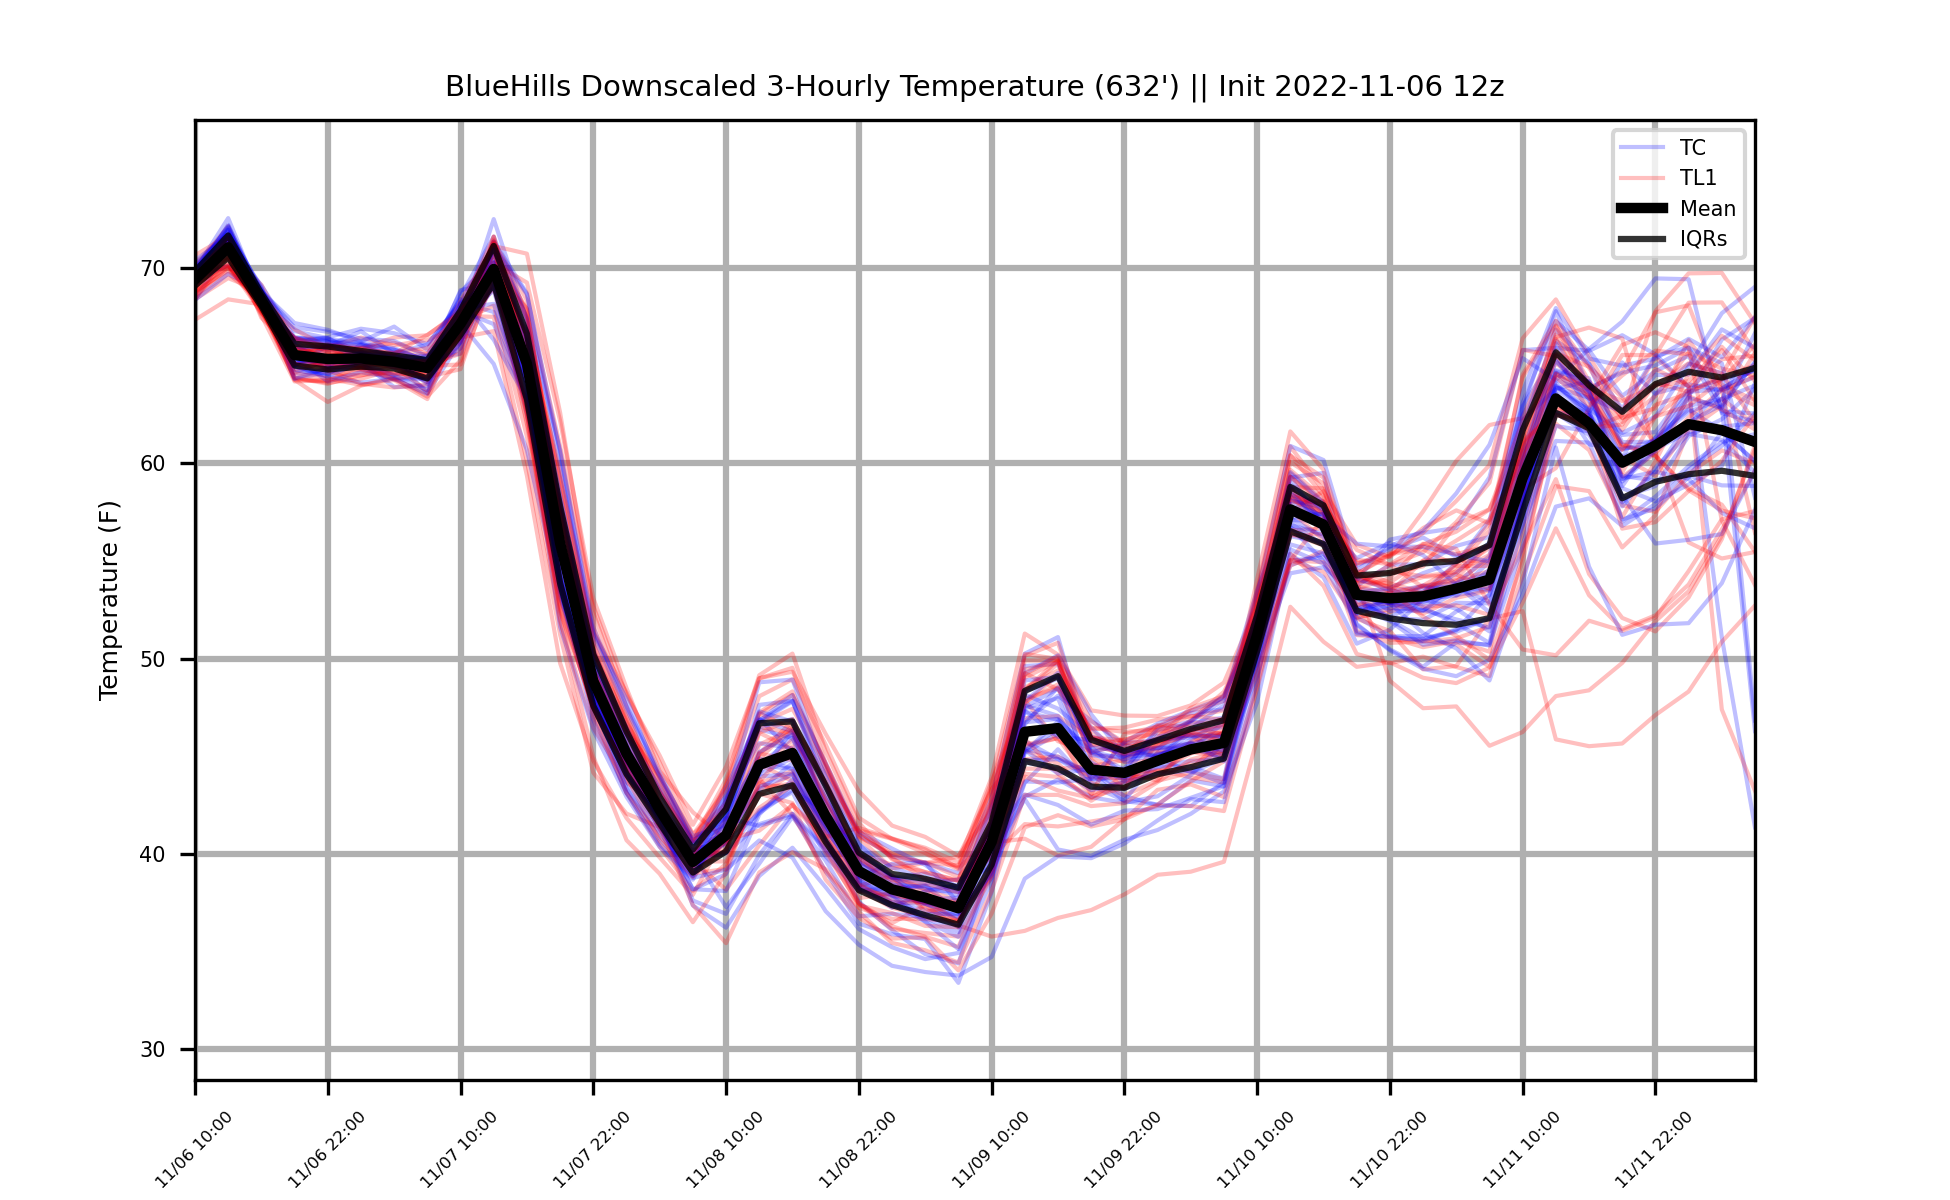 BlueHills Downscaled 3-Hourly Temperature (632') || Init 2022-11-06 12z
TC
TL1
Mean
IQRs
70
60
50
40
30
Temperature (F)
11/06 10:00
11/06 22:00
11/07 10:00
11/07 22:00
11/08 10:00
11/08 22:00
11/09 10:00
11/09 22:00
11/10 10:00
11/10 22:00
11/11 10:00
11/11 22:00